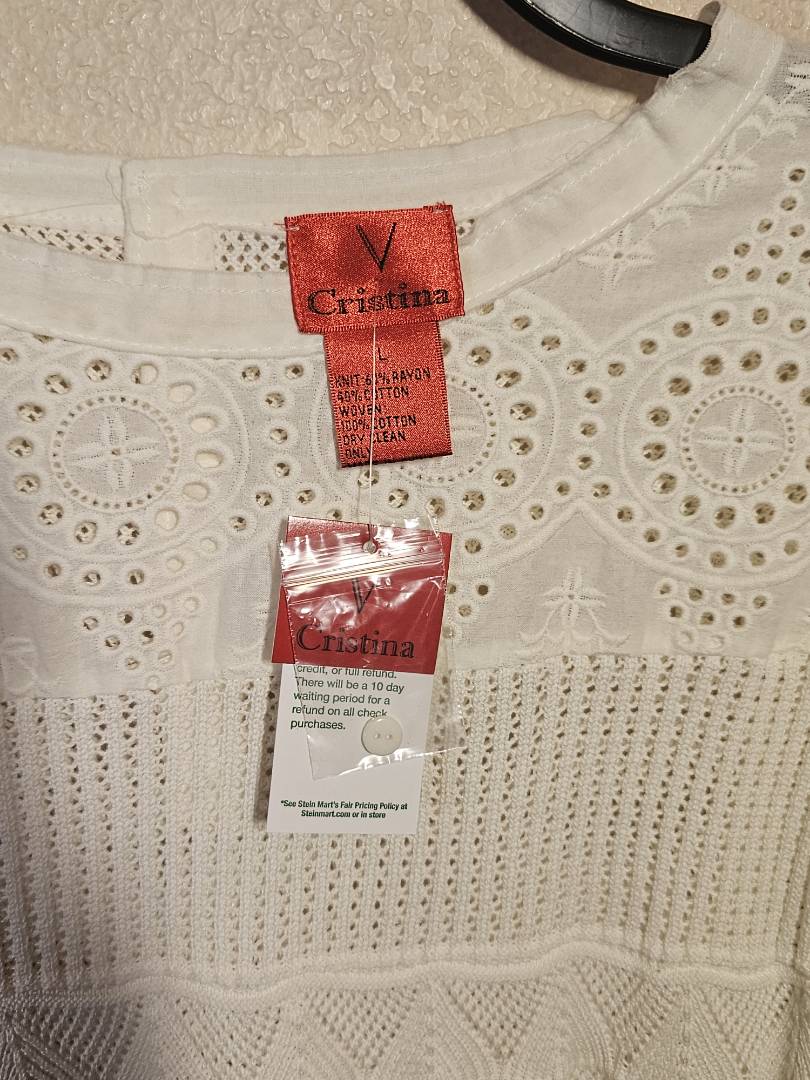 V
Cristina
L
KNIT:60% RAYON
40% COTTON
WOVEN
100% COTTON
DRY CLEAN
ONLY
V
Cristina
credit, or full refund.
There will be a 10 day
waiting period for a
refund on all check
purchases.
*See Stein Mart's Fair Pricing Policy at
Steinmart.com or in store